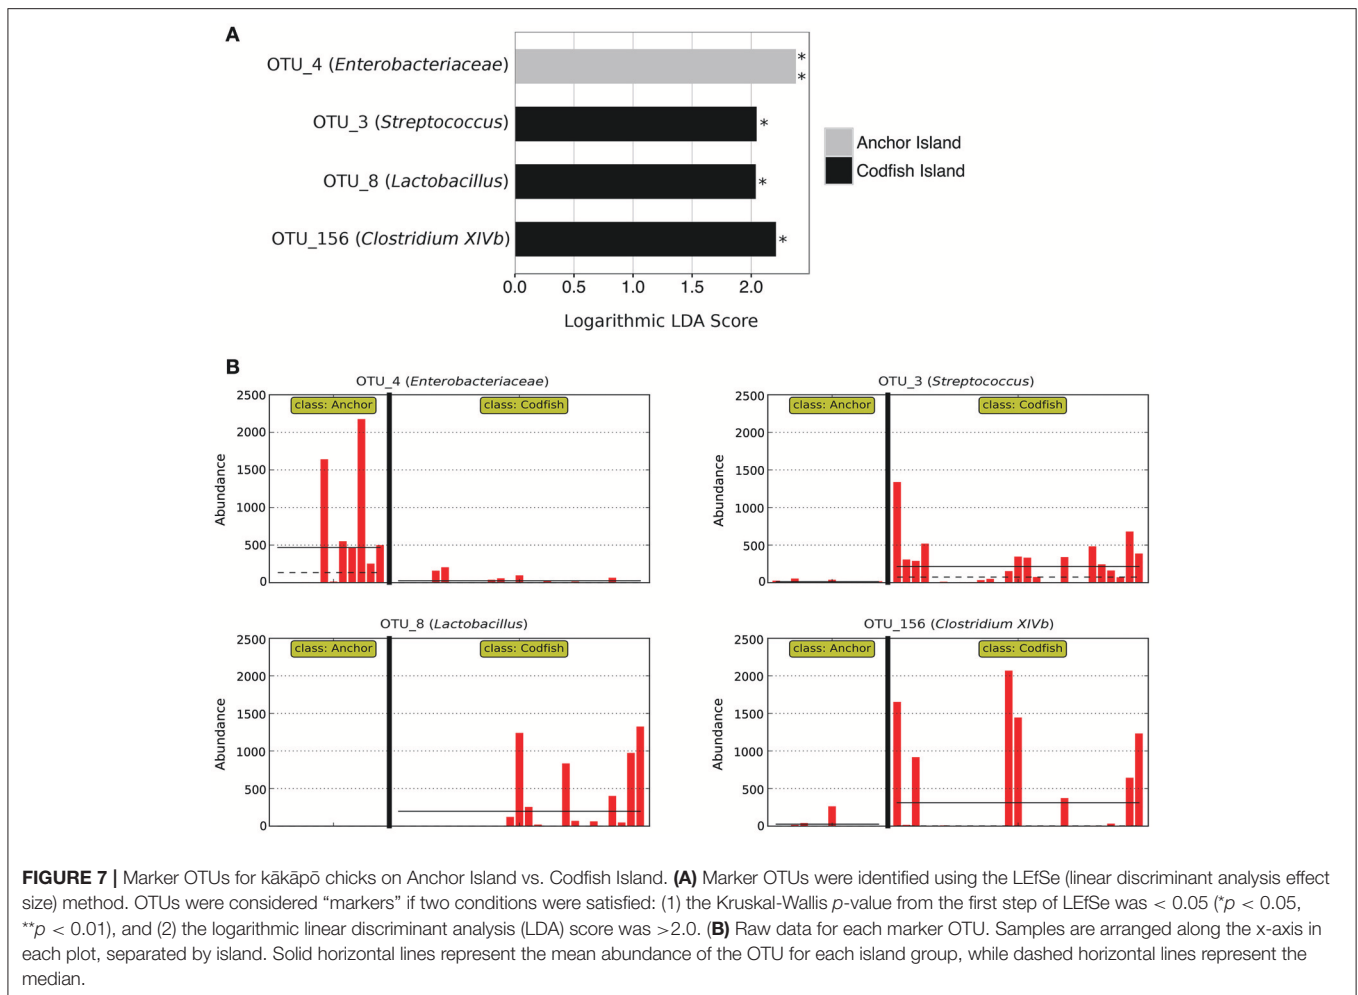 A
OTU_4 (Enterobacteriaceae)
*
*
OTU_3 (Streptococcus)
*
OTU_8 (Lactobacillus)
*
OTU_156 (Clostridium XIVb)
*
Anchor Island
Codfish Island
0.0 0.5 1.0 1.5 2.0
Logarithmic LDA Score
B
OTU_4 (Enterobacteriaceae)
class: Anchor
class: Codfish
2500
2000
1500
1000
500
0
Abundance
OTU_3 (Streptococcus)
class: Anchor
class: Codfish
2500
2000
1500
1000
500
0
Abundance
OTU_8 (Lactobacillus)
class: Anchor
class: Codfish
2500
2000
1500
1000
500
0
Abundance
OTU_156 (Clostridium XIVb)
class: Anchor
class: Codfish
2500
2000
1500
1000
500
0
Abundance
FIGURE 7 | Marker OTUs for kākāpō chicks on Anchor Island vs. Codfish Island. (A) Marker OTUs were identified using the LEfSe (linear discriminant analysis effect
size) method. OTUs were considered “markers” if two conditions were satisfied: (1) the Kruskal-Wallis p-value from the first step of LEfSe was < 0.05 (*p < 0.05,
**p < 0.01), and (2) the logarithmic linear discriminant analysis (LDA) score was >2.0. (B) Raw data for each marker OTU. Samples are arranged along the x-axis in
each plot, separated by island. Solid horizontal lines represent the mean abundance of the OTU for each island group, while dashed horizontal lines represent the
median.